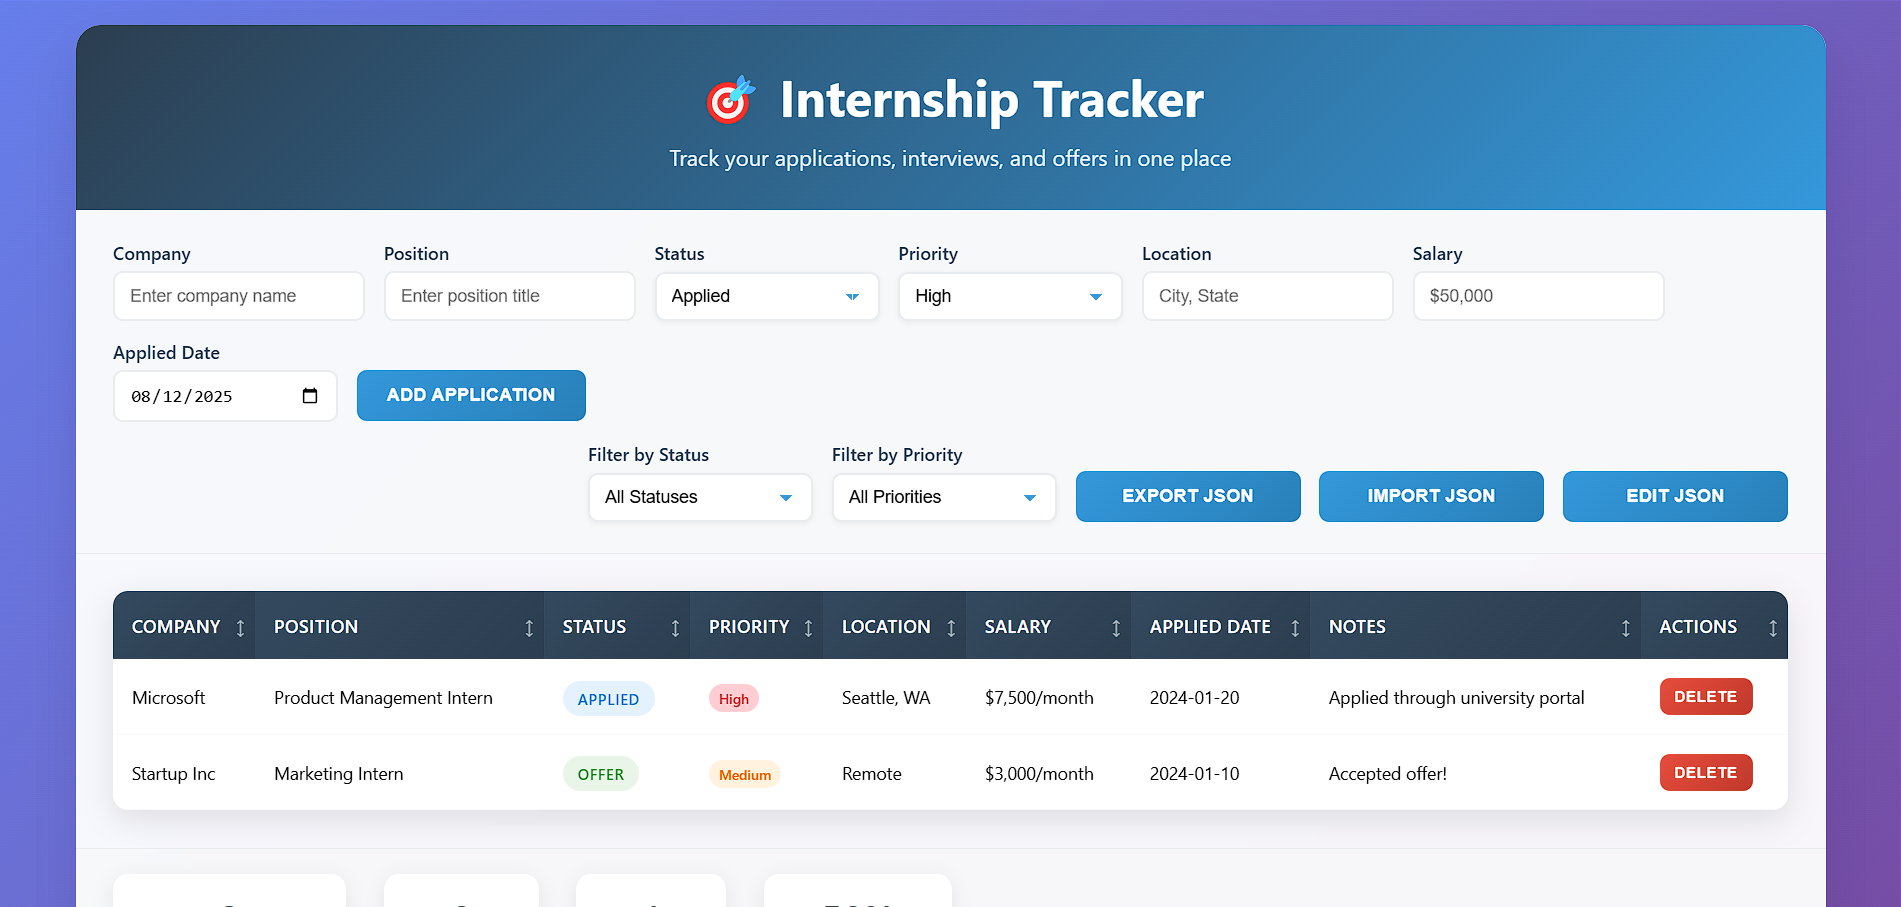 Internship Tracker
Track your applications, interviews, and offers in one place
Company Position Status Priority Location Salary
Enter company name Enter position title Applied High City, State $50,000
Applied Date
08/12/2025 ADD APPLICATION
Filter by Status Filter by Priority
All Statuses All Priorities EXPORT JSON IMPORT JSON EDIT JSON
COMPANY POSITION STATUS PRIORITY LOCATION SALARY APPLIED DATE NOTES ACTIONS
Microsoft Product Management Intern APPLIED High Seattle, WA $7,500/month 2024-01-20 Applied through university portal DELETE
Startup Inc Marketing Intern OFFER Medium Remote $3,000/month 2024-01-10 Accepted offer! DELETE